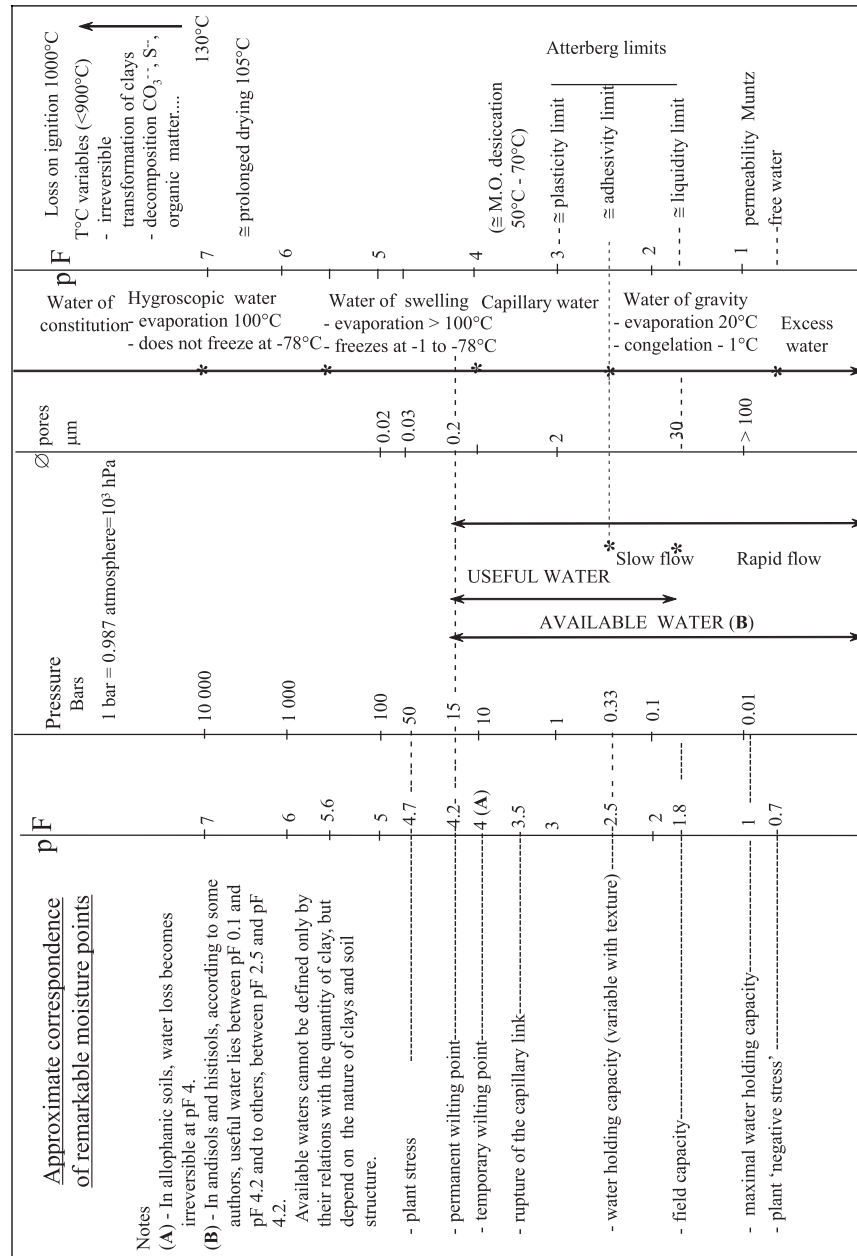 Approximate correspondence
of remarkable moisture points
Notes
(A) - In allophanic soils, water loss becomes
irreversible at pF 4.
(B) - In andisols and histisols, according to some
authors, useful water lies between pF 0.1 and
pF 4.2 and to others, between pF 2.5 and pF
4.2.
Available waters cannot be defined only by
their relations with the quantity of clay, but
depend on the nature of clays and soil
structure.
- plant stress
- permanent wilting point
- temporary wilting point
- rupture of the capillary link
- water holding capacity (variable with texture)
- field capacity
- maximal water holding capacity
- plant 'negative stress'
pF
7
6
5.6
5
4.7
4.2
4 (A)
3.5
3
2.5
2
1.8
1
0.7
Pressure
Bars
1 bar = 0.987 atmosphere=10³ hPa
10 000
1 000
100
50
15
10
1
0.33
0.1
0.01
AVAILABLE WATER (B)
USEFUL WATER
Slow flow
Rapid flow
Ø pores
μm
0.02
0.03
0.2
2
30
> 100
Water of
constitution
Hygroscopic water
- evaporation 100°C
- does not freeze at -78°C
Water of swelling
- evaporation > 100°C
- freezes at -1 to -78°C
Capillary water
Water of gravity
- evaporation 20°C
- congelation - 1°C
Excess
water
pF
7
6
5
4
3
2
1
Loss on ignition 1000°C
T°C variables (<900°C)
- irreversible
transformation of clays
- decomposition CO₃⁻⁻, S⁻⁻,
organic matter....
130°C
≅ prolonged drying 105°C
(≅ M.O. desiccation
50°C - 70°C)
Atterberg limits
≅ plasticity limit
≅ adhesivity limit
≅ liquidity limit
permeability Muntz
free water